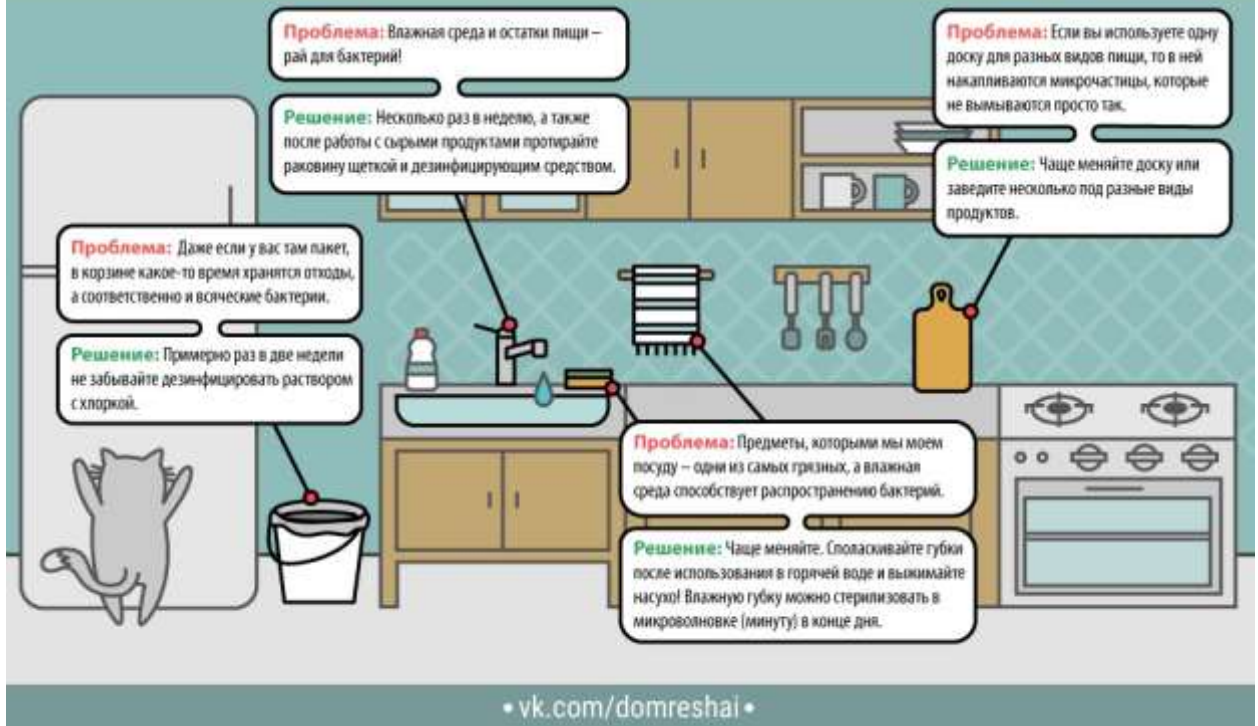 Проблема: Влажная среда и остатки пищи –
рай для бактерий!
Решение: Несколько раз в неделю, а также
после работы с сырыми продуктами протирайте
раковину щеткой и дезинфицирующим средством.
Проблема: Если вы используете одну
доску для разных видов пищи, то в ней
накапливаются микрочастицы, которые
не вымываются просто так.
Решение: Чаще меняйте доску или
заведите несколько под разные виды
продуктов.
Проблема: Даже если у вас там пакет,
в корзине какое-то время хранятся отходы,
а соответственно и всяческие бактерии.
Решение: Примерно раз в две недели
не забывайте дезинфицировать раствором
с хлоркой.
Проблема: Предметы, которыми мы моем
посуду – одни из самых грязных, а влажная
среда способствует распространению бактерий.
Решение: Чаще меняйте. Споласкивайте губки
после использования в горячей воде и выжимайте
насухо! Влажную губку можно стерилизовать в
микроволновке (минуту) в конце дня.
• vk.com/domreshai •